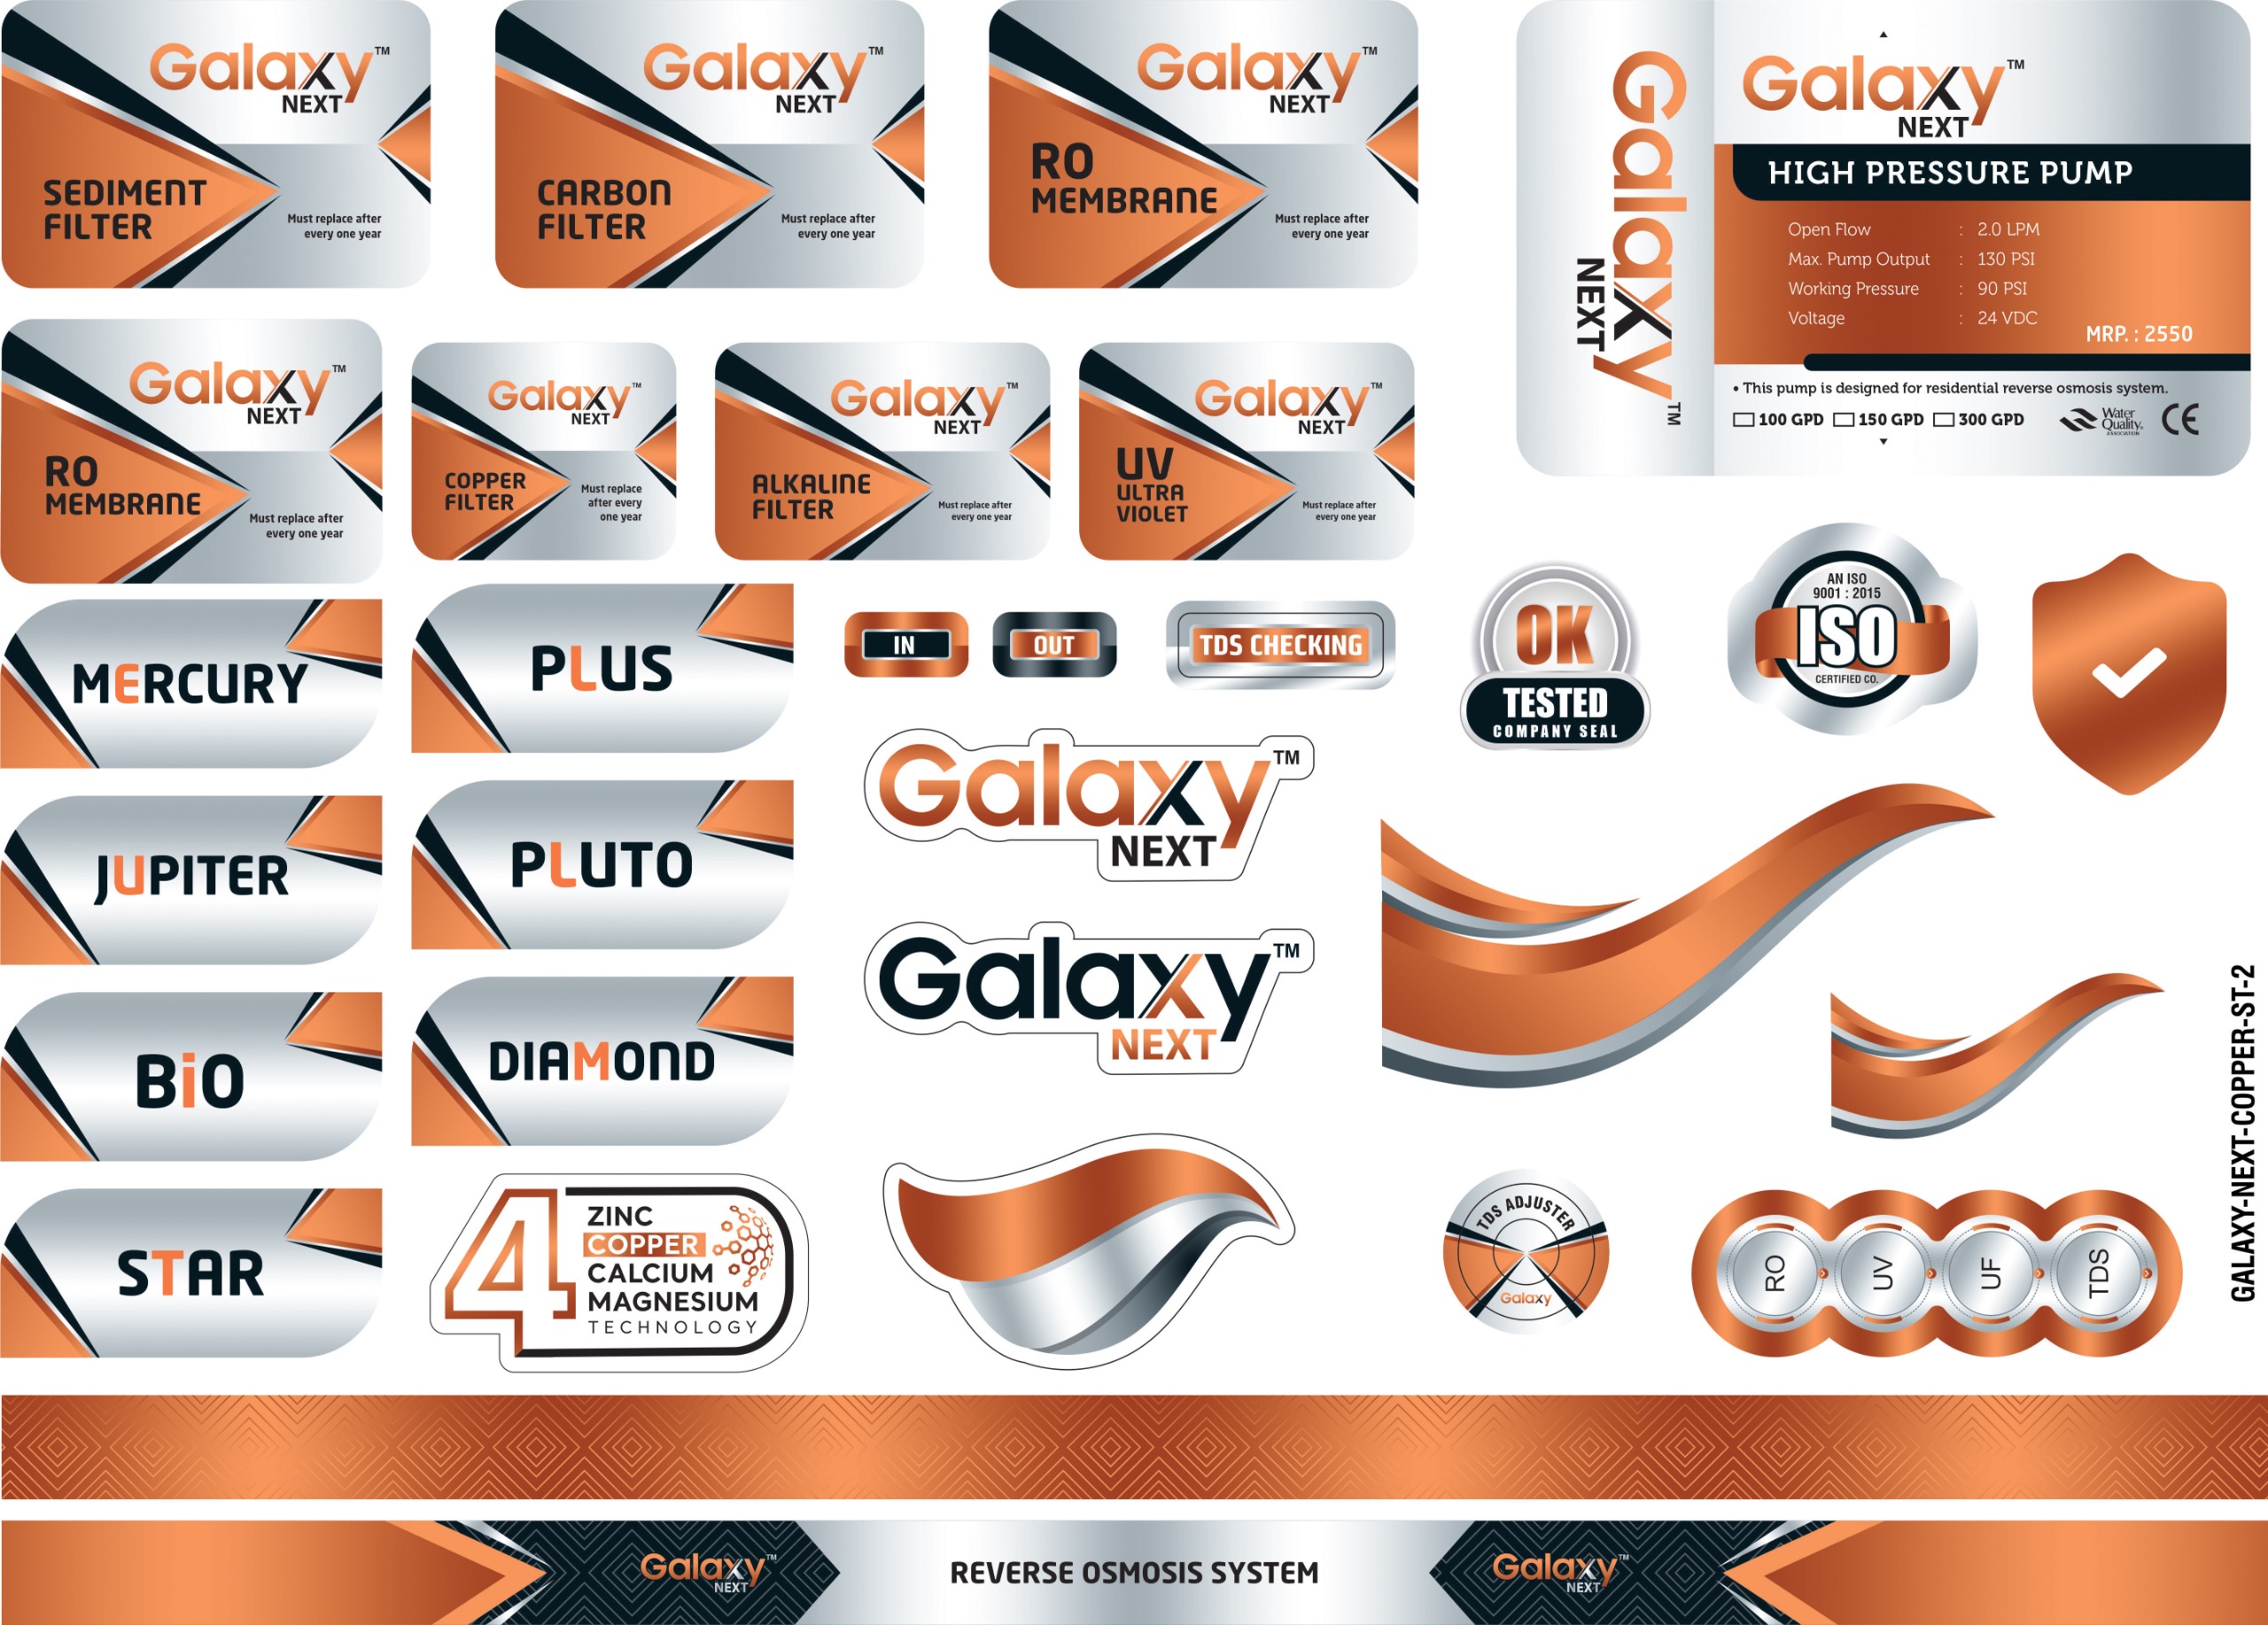 Galaxy™
NEXT
SEDIMENT
FILTER
Must replace after
every one year
Galaxy™
NEXT
CARBON
FILTER
Must replace after
every one year
Galaxy™
NEXT
RO
MEMBRANE
Must replace after
every one year
Galaxy™
NEXT
Galaxy™
NEXT
HIGH PRESSURE PUMP
Open Flow : 2.0 LPM
Max. Pump Output : 130 PSI
Working Pressure : 90 PSI
Voltage : 24 VDC
MRP. : 2550
• This pump is designed for residential reverse osmosis system.
100 GPD 150 GPD 300 GPD
Water
Quality
ASSOCIATION
CE
Galaxy™
NEXT
RO
MEMBRANE
Must replace after
every one year
Galaxy™
NEXT
COPPER
FILTER
Must replace
after every
one year
Galaxy™
NEXT
ALKALINE
FILTER
Must replace after
every one year
Galaxy™
NEXT
UV
ULTRA
VIOLET
Must replace after
every one year
MERCURY
PLUS
IN
OUT
TDS CHECKING
OK
TESTED
COMPANY SEAL
AN ISO
9001 : 2015
ISO
CERTIFIED CO.
JUPITER
PLUTO
Galaxy™
NEXT
BiO
DIAMOND
Galaxy™
NEXT
STAR
4
ZINC
COPPER
CALCIUM
MAGNESIUM
TECHNOLOGY
TDS ADJUSTER
Galaxy
RO
UV
UF
TDS
GALAXY-NEXT-COPPER-ST-2
Galaxy™
NEXT
REVERSE OSMOSIS SYSTEM
Galaxy™
NEXT